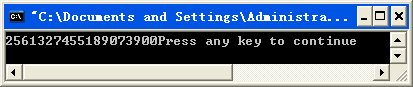 "C:\Documents and Settings\Administra...
2561327455189073900Press any key to continue